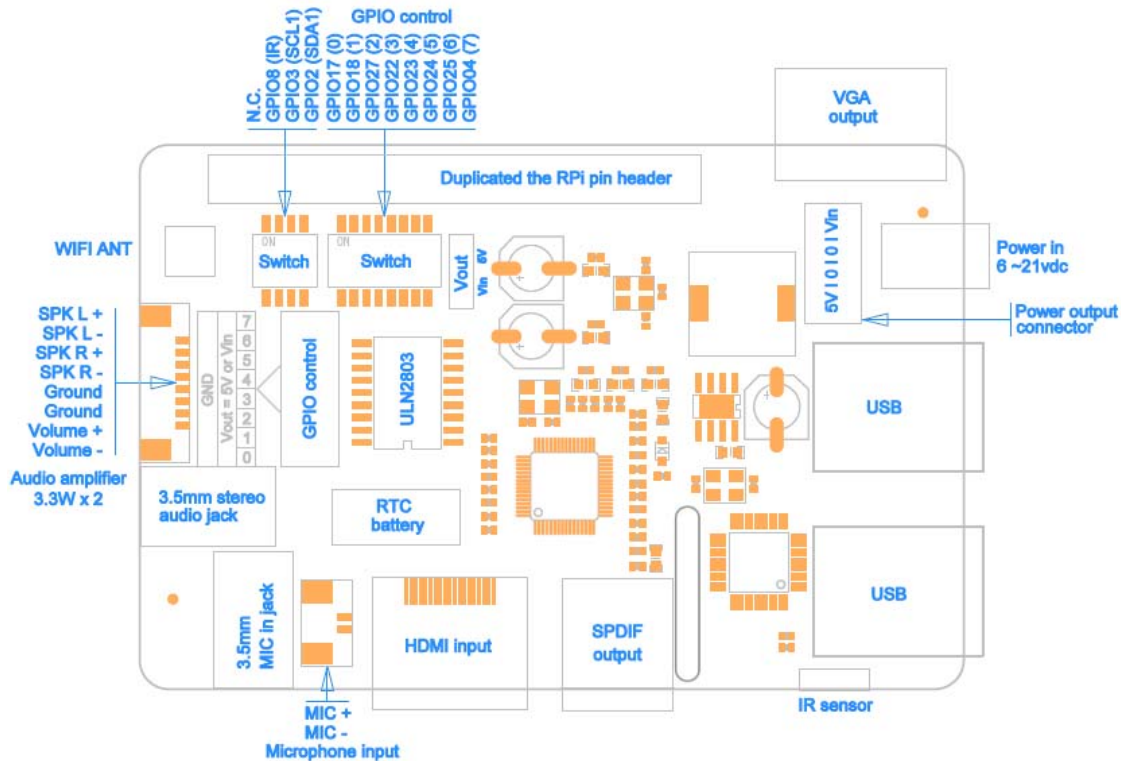 GPIO control
N.C.
GPIO8 (IR)
GPIO3 (SCL1)
GPIO2 (SDA1)
GPIO17 (0)
GPIO18 (1)
GPIO27 (2)
GPIO22 (3)
GPIO23 (4)
GPIO24 (5)
GPIO25 (6)
GPIO04 (7)
VGA
output
Duplicated the RPi pin header
WIFI ANT
ON
Switch
ON
Switch
Vout
Vin 5V
5V | 0 | 0 | Vin
Power in
6 ~21vdc
Power output
connector
SPK L +
SPK L -
SPK R +
SPK R -
Ground
Ground
Volume +
Volume -
Audio amplifier
3.3W x 2
GND
Vout = 5V or Vin
7
6
5
4
3
2
1
0
GPIO control
ULN2803
USB
3.5mm stereo
audio jack
RTC
battery
3.5mm
MIC in jack
HDMI input
SPDIF
output
USB
IR sensor
MIC +
MIC -
Microphone input